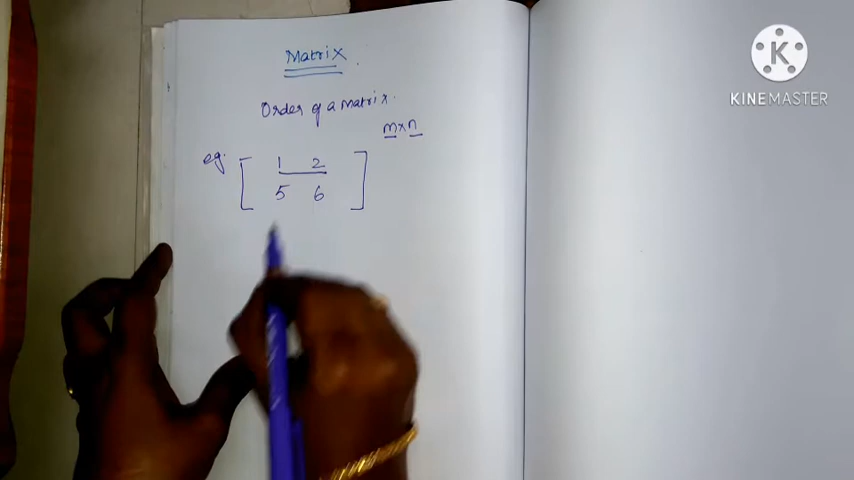 Matrix
Order of a matrix.
m×n
eg: [ 1 2
5 6 ]
K
KINEMASTER